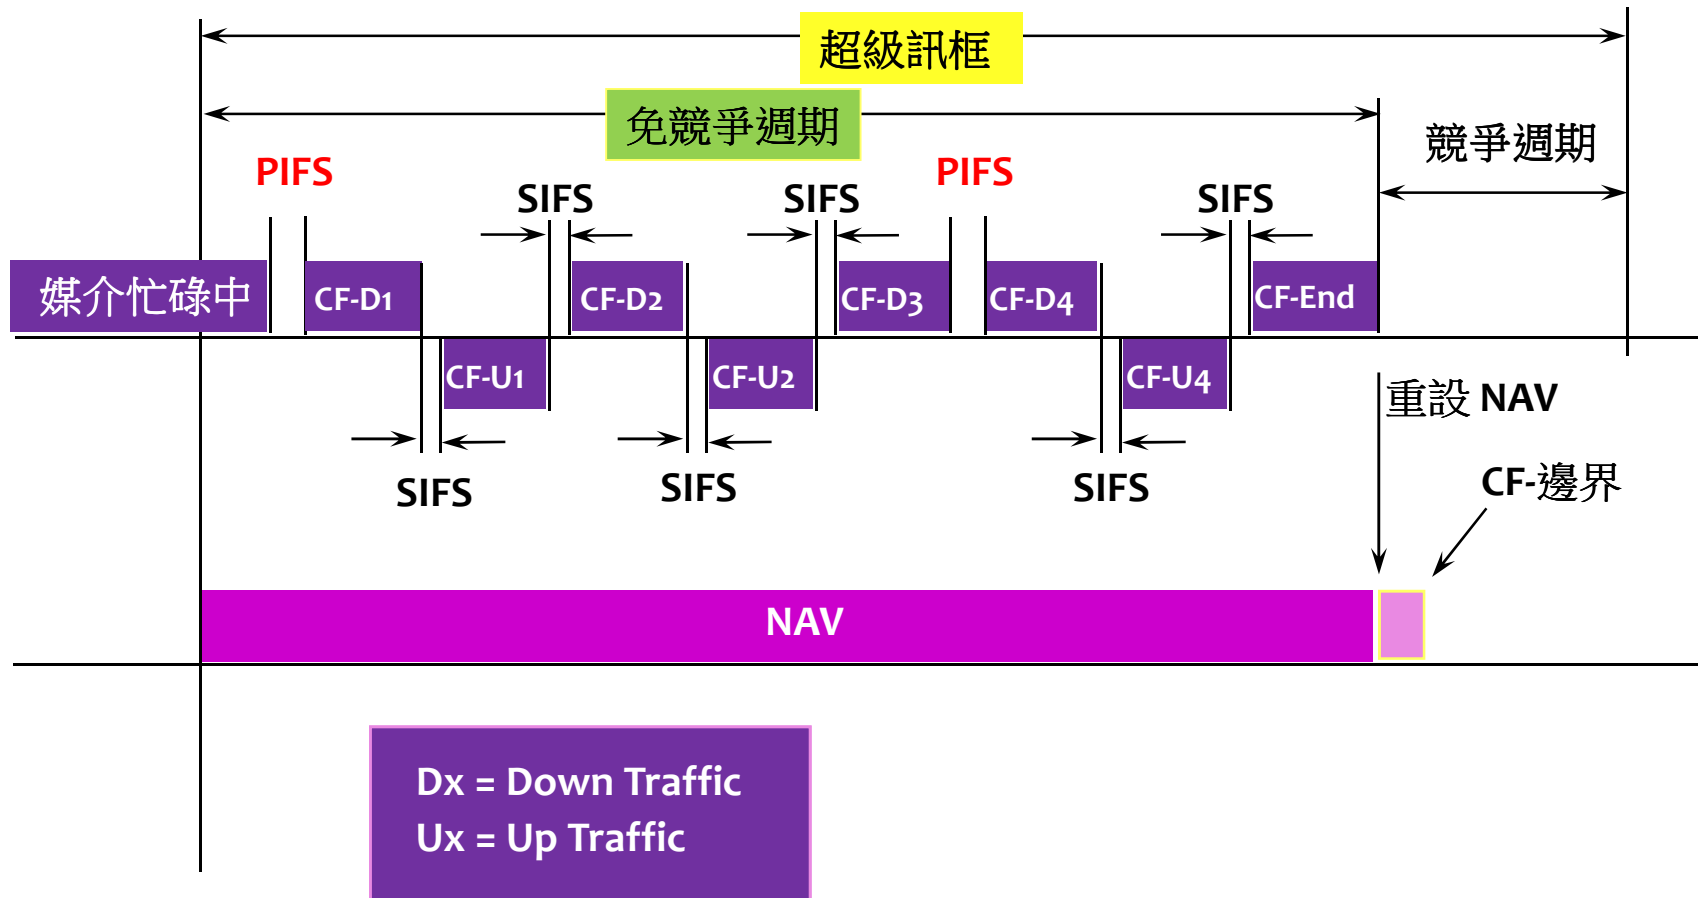 超級訊框
免競爭週期
競爭週期
PIFS
SIFS
SIFS
PIFS
SIFS
媒介忙碌中
CF-D1
CF-D2
CF-D3
CF-D4
CF-End
CF-U1
CF-U2
CF-U4
重設 NAV
SIFS
SIFS
SIFS
CF-邊界
NAV
Dx = Down Traffic
Ux = Up Traffic